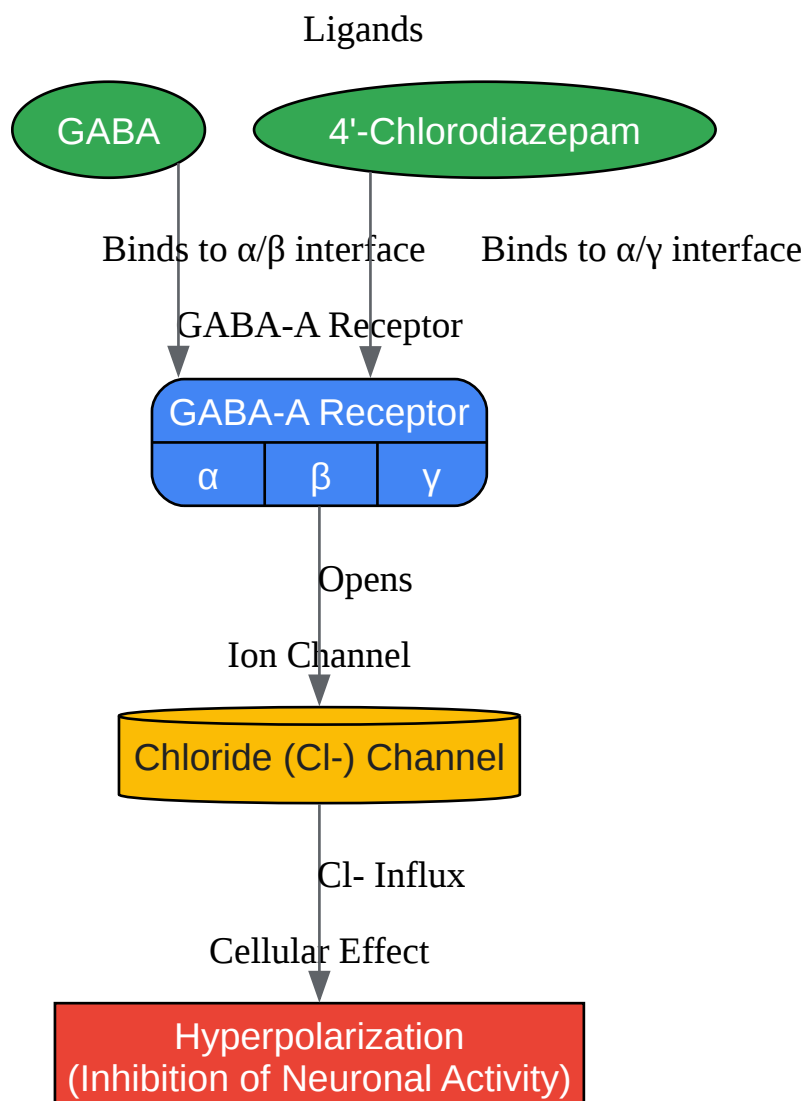 Ligands
GABA
4'-Chlorodiazepam
Binds to α/β interface
Binds to α/γ interface
GABA-A Receptor
GABA-A Receptor
α
β
γ
Opens
Ion Channel
Chloride (Cl-) Channel
Cl- Influx
Cellular Effect
Hyperpolarization
(Inhibition of Neuronal Activity)